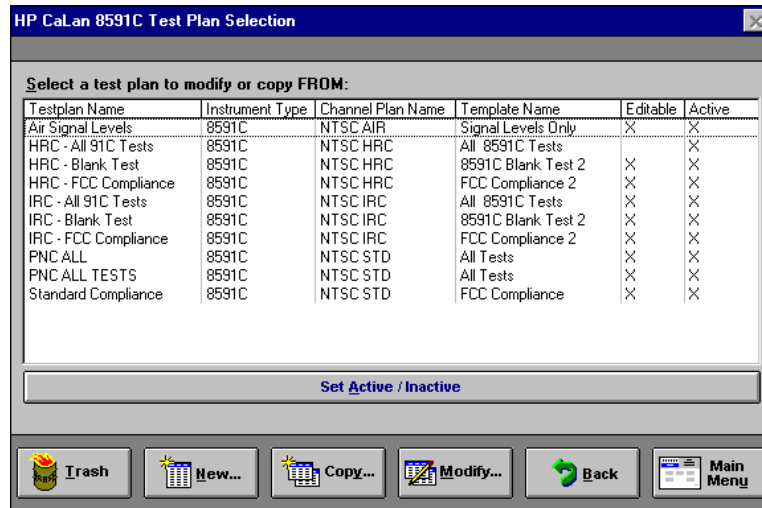 HP CaLan 8591C Test Plan Selection
Select a test plan to modify or copy FROM:
Testplan Name Instrument Type Channel Plan Name Template Name Editable Active
Air Signal Levels 8591C NTSC AIR Signal Levels Only X X
HRC - All 91C Tests 8591C NTSC HRC All 8591C Tests X
HRC - Blank Test 8591C NTSC HRC 8591C Blank Test 2 X X
HRC - FCC Compliance 8591C NTSC HRC FCC Compliance 2 X X
IRC - All 91C Tests 8591C NTSC IRC All 8591C Tests X X
IRC - Blank Test 8591C NTSC IRC 8591C Blank Test 2 X X
IRC - FCC Compliance 8591C NTSC IRC FCC Compliance 2 X X
PNC ALL 8591C NTSC STD All Tests X X
PNC ALL TESTS 8591C NTSC STD All Tests X X
Standard Compliance 8591C NTSC STD FCC Compliance X X
Set Active / Inactive
Trash New... Copy... Modify... Back Main Menu